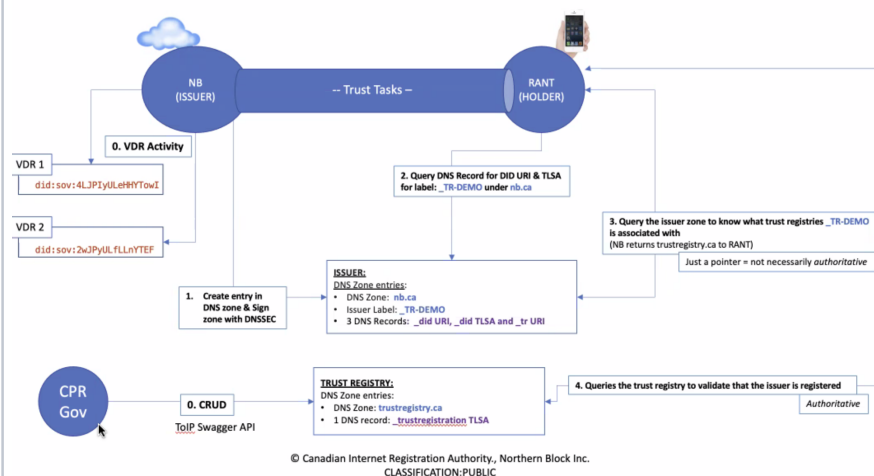 NB
(ISSUER)
-- Trust Tasks –
RANT
(HOLDER)
0. VDR Activity
VDR 1
did:sov:4LJPIyULeHHYTowI
VDR 2
did:sov:2wJPyULfLLnYTEF
2. Query DNS Record for DID URI & TLSA
for label: _TR-DEMO under nb.ca
3. Query the issuer zone to know what trust registries _TR-DEMO
is associated with
(NB returns trustregistry.ca to RANT)
Just a pointer = not necessarily authoritative
1. Create entry in
DNS zone & Sign
zone with DNSSEC
ISSUER:
DNS Zone entries:
• DNS Zone: nb.ca
• Issuer Label: _TR-DEMO
• 3 DNS Records: _did URI, _did TLSA and _tr URI
CPR
Gov
0. CRUD
ToIP Swagger API
TRUST REGISTRY:
DNS Zone entries:
• DNS Zone: trustregistry.ca
• 1 DNS record: _trustregistration TLSA
4. Queries the trust registry to validate that the issuer is registered
Authoritative
© Canadian Internet Registration Authority., Northern Block Inc.
CLASSIFICATION:PUBLIC